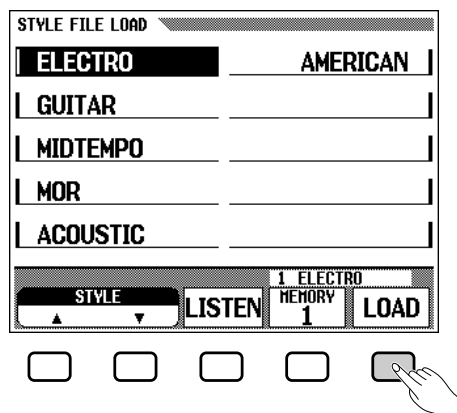 STYLE FILE LOAD
ELECTRO AMERICAN
GUITAR
MIDTEMPO
MOR
ACOUSTIC
1 ELECTRO
STYLE LISTEN MEMORY LOAD
▲ ▼ 1